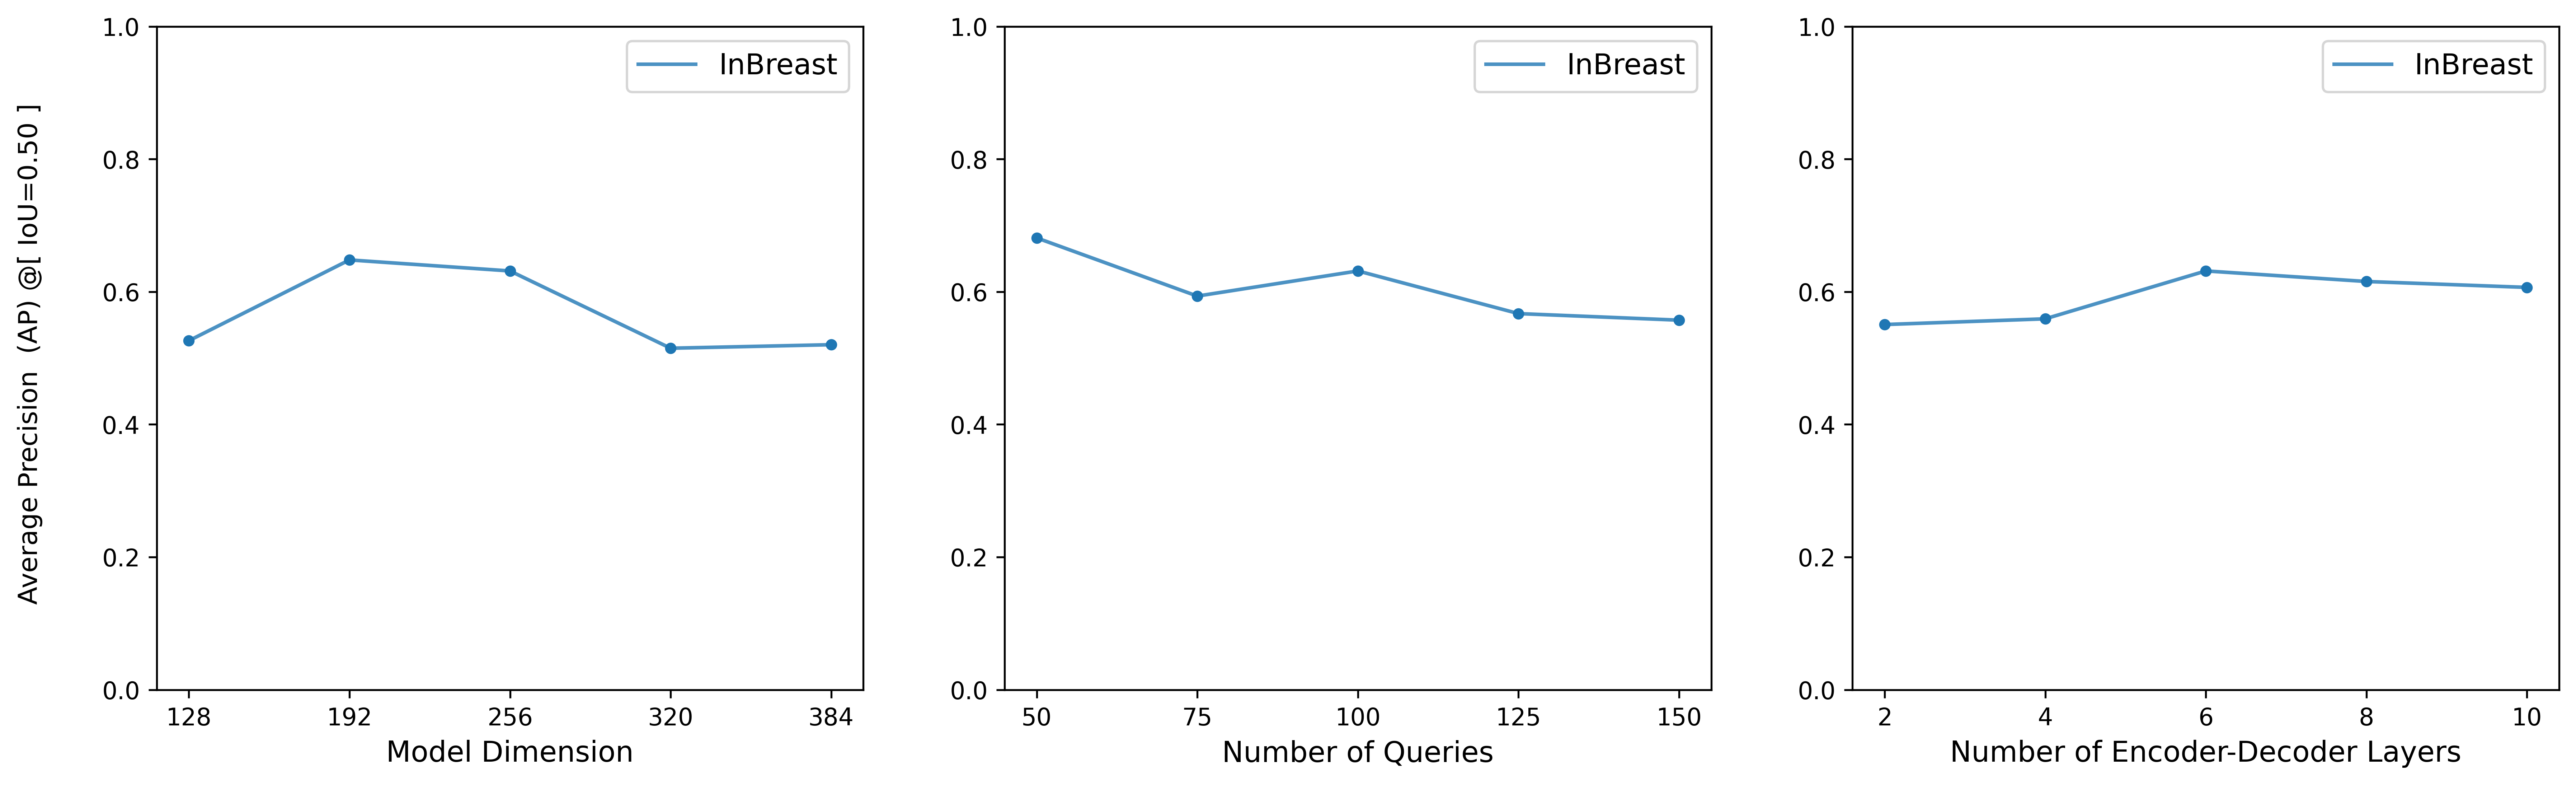 Average Precision  (AP) @[ IoU=0.50 ]
1.0
0.8
0.6
0.4
0.2
0.0
InBreast
128 192 256 320 384
Model Dimension
1.0
0.8
0.6
0.4
0.2
0.0
InBreast
50 75 100 125 150
Number of Queries
1.0
0.8
0.6
0.4
0.2
0.0
InBreast
2 4 6 8 10
Number of Encoder-Decoder Layers